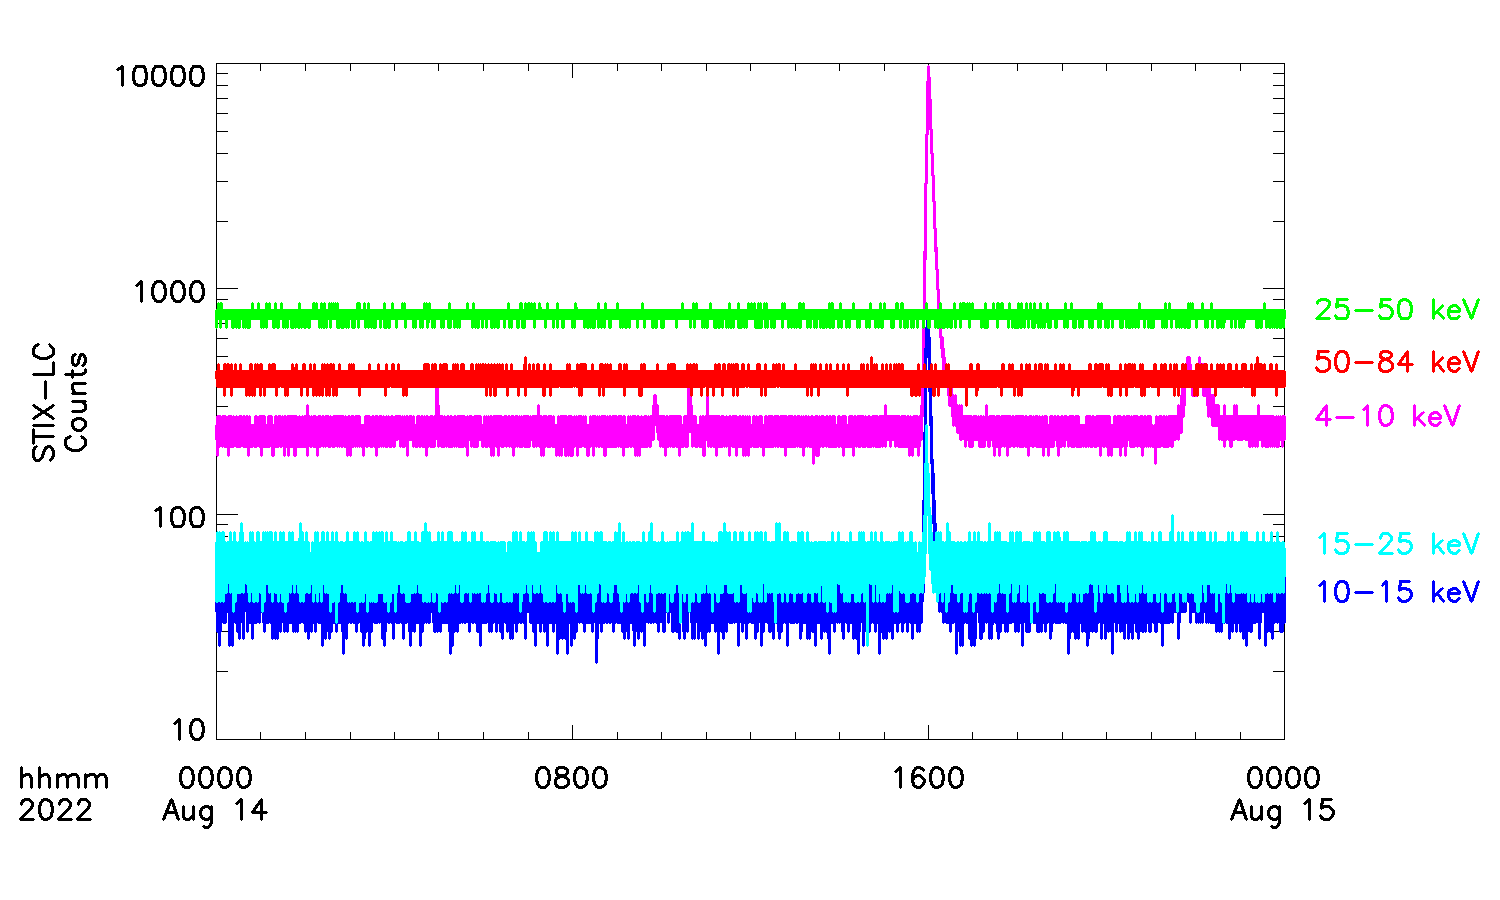 10000
1000
100
10
STIX-LC
Counts
25-50 keV
50-84 keV
4-10 keV
15-25 keV
10-15 keV
hhmm 0000 0800 1600 0000
2022 Aug 14 Aug 15